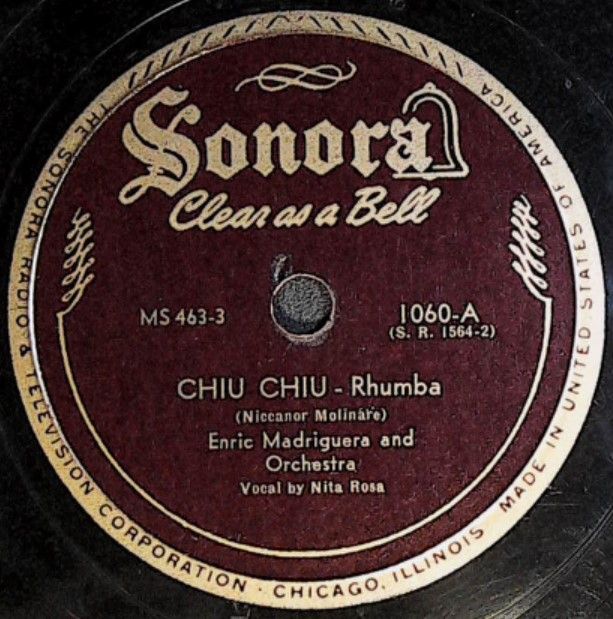 Sonora
Clear as a Bell
MS 463-3
1060-A
(S. R. 1564-2)
CHIU CHIU - Rhumba
(Niccanor Molinare)
Enric Madriguera and
Orchestra
Vocal by Nita Rosa
THE SONORA RADIO & TELEVISION CORPORATION · CHICAGO, ILLINOIS MADE IN UNITED STATES OF AMERICA